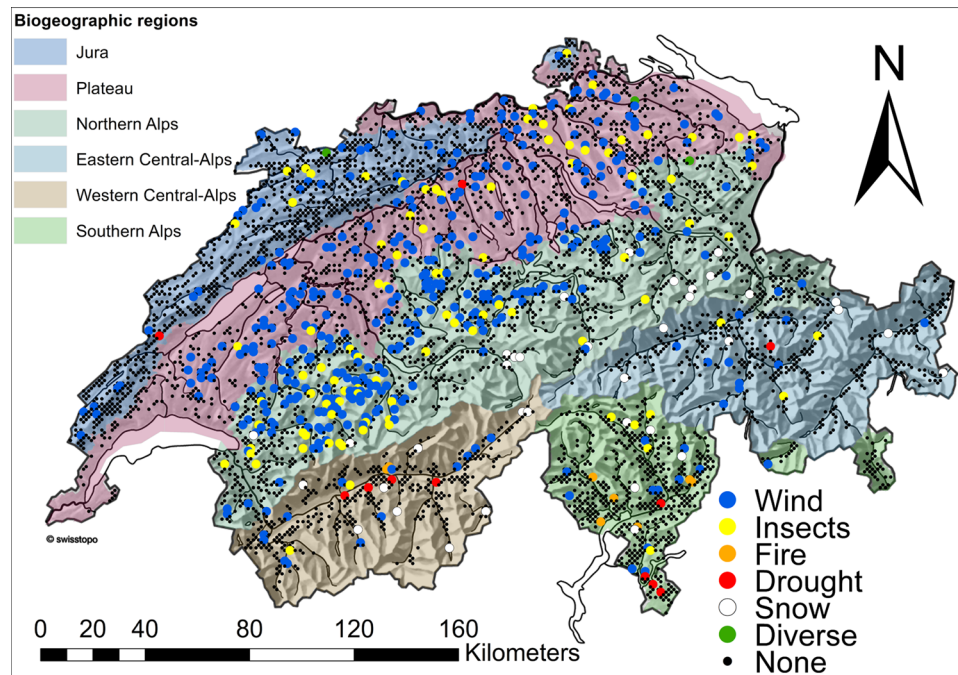 Biogeographic regions
Jura
Plateau
Northern Alps
Eastern Central-Alps
Western Central-Alps
Southern Alps
N
Wind
Insects
Fire
Drought
Snow
Diverse
None
© swisstopo
0 20 40 80 120 160
Kilometers